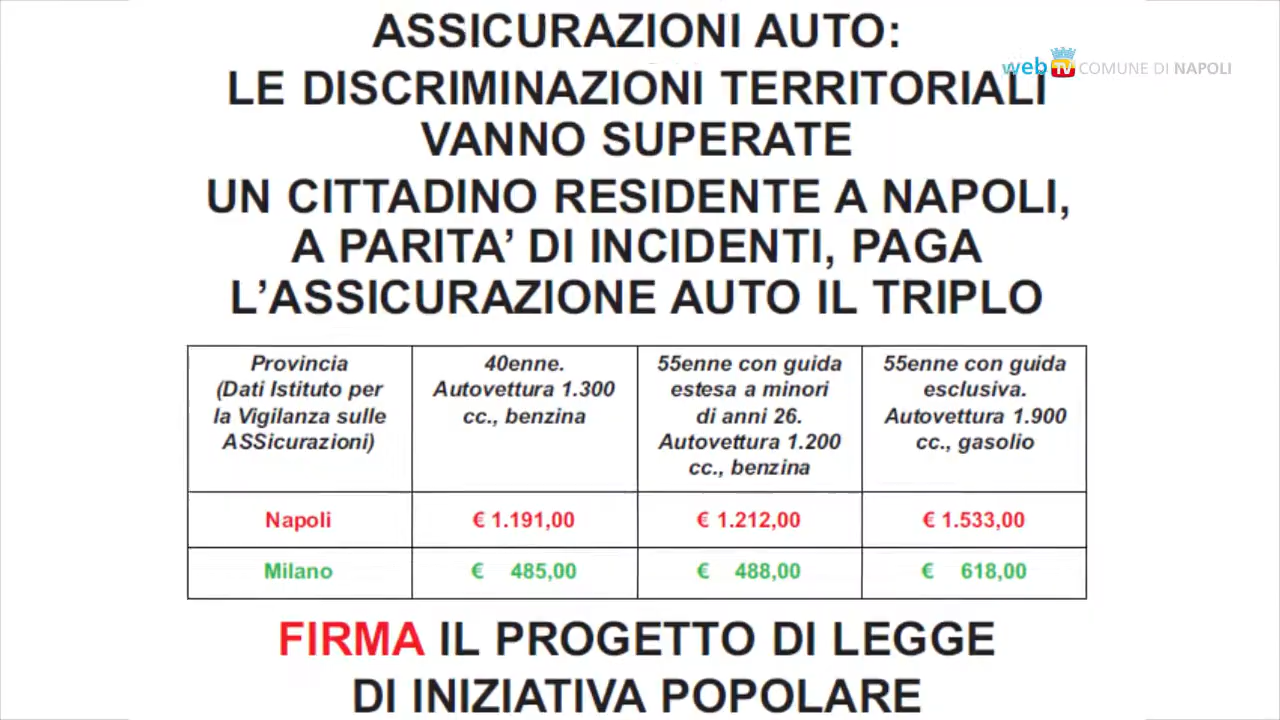 ASSICURAZIONI AUTO:
web TV COMUNE DI NAPOLI
LE DISCRIMINAZIONI TERRITORIALI
VANNO SUPERATE
UN CITTADINO RESIDENTE A NAPOLI,
A PARITA’ DI INCIDENTI, PAGA
L’ASSICURAZIONE AUTO IL TRIPLO
Provincia
(Dati Istituto per
la Vigilanza sulle
ASSicurazioni)
40enne.
Autovettura 1.300
cc., benzina
55enne con guida
estesa a minori
di anni 26.
Autovettura 1.200
cc., benzina
55enne con guida
esclusiva.
Autovettura 1.900
cc., gasolio
Napoli € 1.191,00 € 1.212,00 € 1.533,00
Milano € 485,00 € 488,00 € 618,00
FIRMA IL PROGETTO DI LEGGE
DI INIZIATIVA POPOLARE